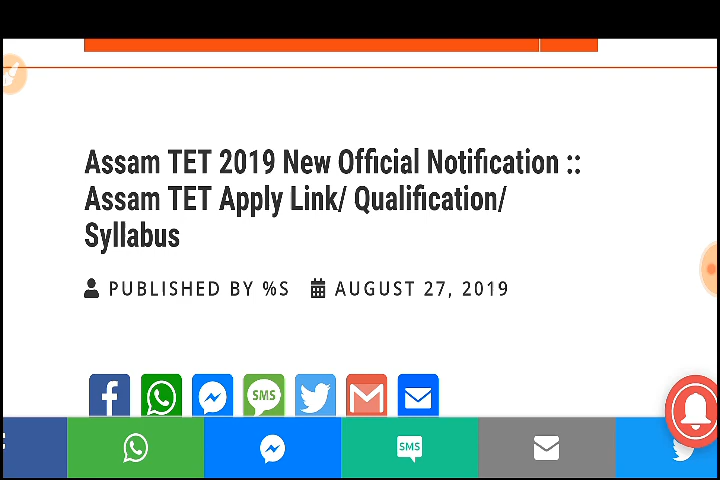 Assam TET 2019 New Official Notification ::
Assam TET Apply Link/ Qualification/
Syllabus
PUBLISHED BY %S AUGUST 27, 2019
SMS
SMS